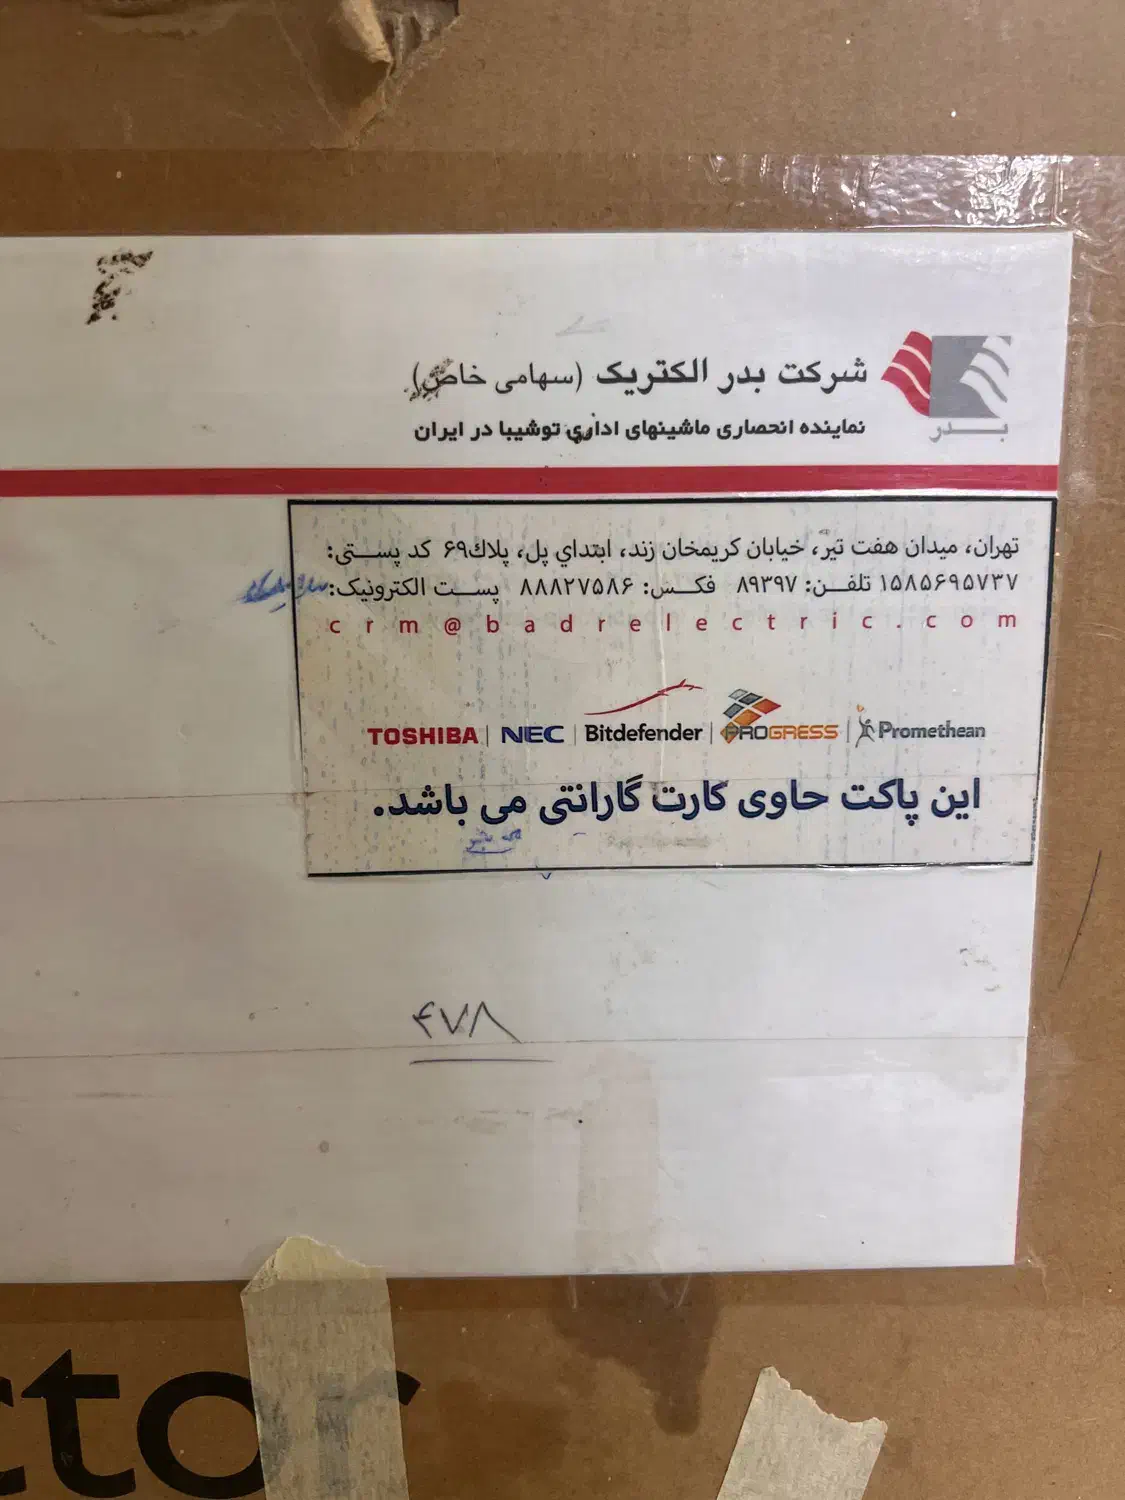 شرکت بدر الکتریک (سهامی خاص)
بدر
نماینده انحصاری ماشینهای اداری توشیبا در ایران
تهران، میدان هفت تیر، خیابان کریمخان زند، ابتداي پل، پلاك۶۹ کد پستی:
۱۵۸۵۶۹۵۷۳۷ تلفن: ۸۹۳۹۷ فکس: ۸۸۸۲۷۵۸۶ پست الکترونیک:
crm@badrelectric.com
TOSHIBA | NEC | Bitdefender | PROGRESS | Promethean
این پاکت حاوی کارت گارانتی می باشد.
۴۷۸
ctor